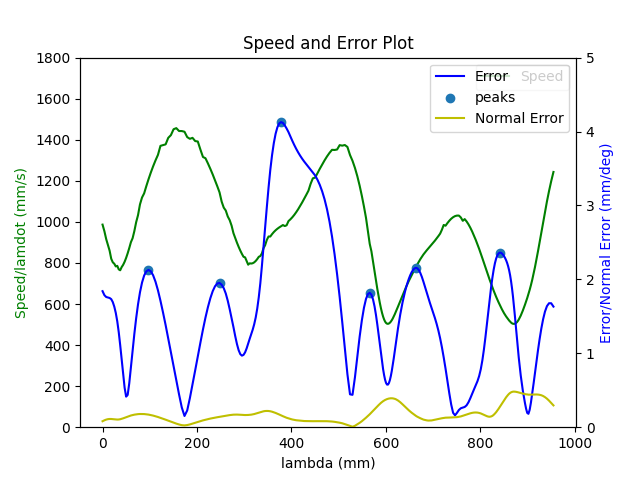 Speed and Error Plot
1800
1600
1400
1200
1000
800
600
400
200
0
Speed/lamdot (mm/s)
0 200 400 600 800 1000
lambda (mm)
5
4
3
2
1
0
Error/Normal Error (mm/deg)
Error Speed
peaks
Normal Error